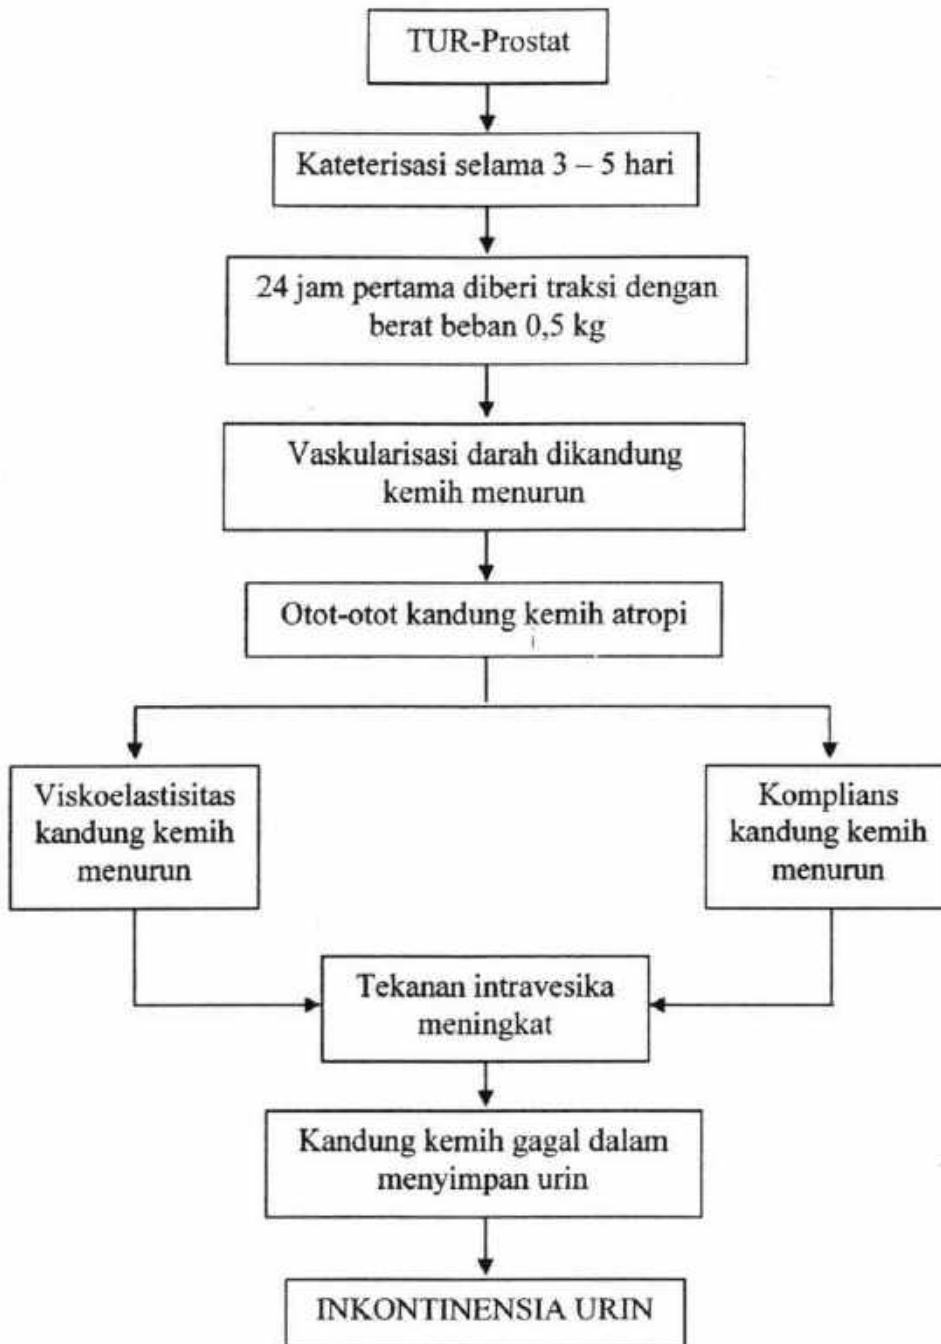 TUR-Prostat
Kateterisasi selama 3 – 5 hari
24 jam pertama diberi traksi dengan
berat beban 0,5 kg
Vaskularisasi darah dikandung
kemih menurun
Otot-otot kandung kemih atropi
Viskoelastisitas
kandung kemih
menurun
Komplians
kandung kemih
menurun
Tekanan intravesika
meningkat
Kandung kemih gagal dalam
menyimpan urin
INKONTINENSIA URIN